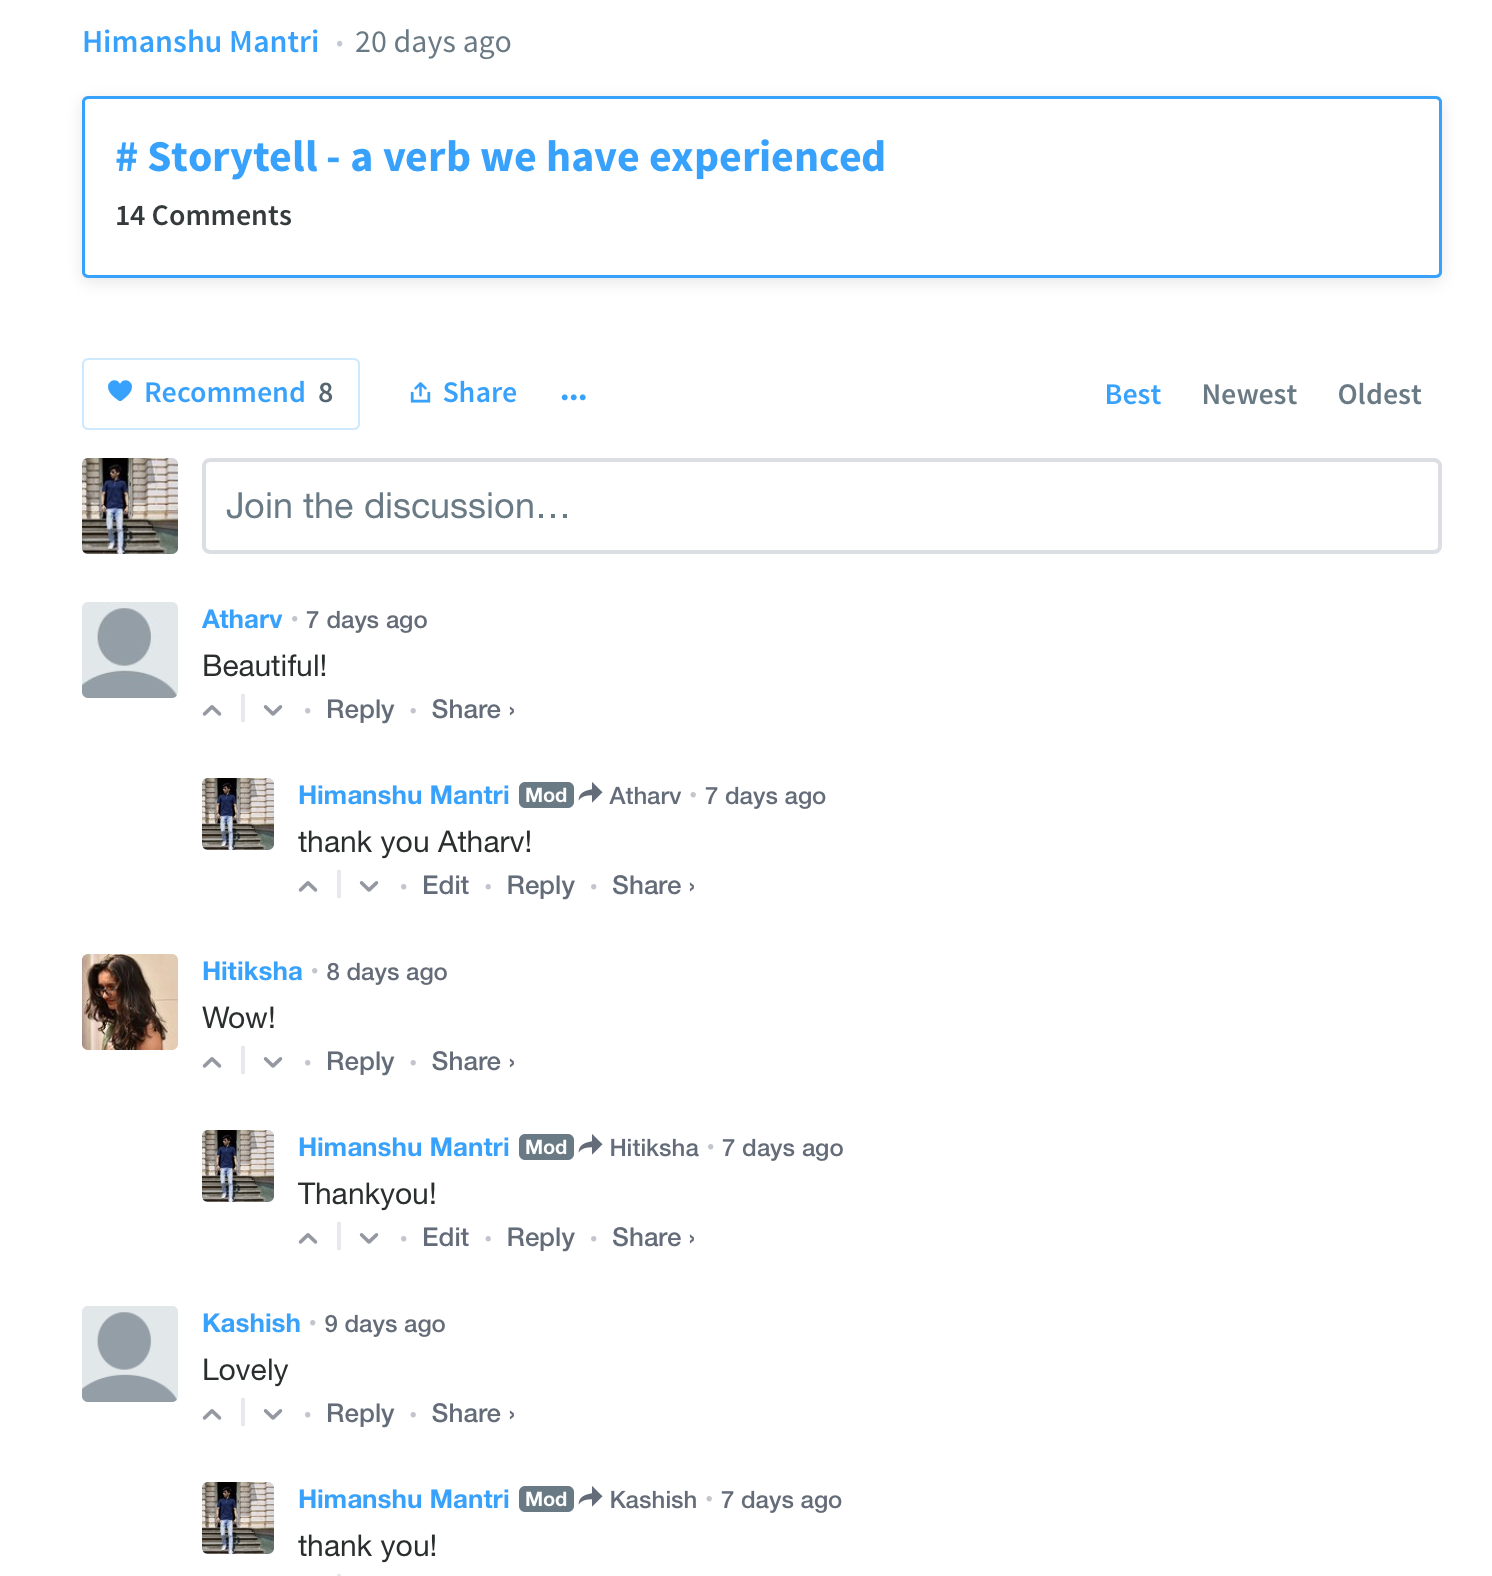 Himanshu Mantri • 20 days ago
# Storytell - a verb we have experienced
14 Comments
Recommend 8 Share ... Best Newest Oldest
Join the discussion...
Atharv • 7 days ago
Beautiful!
• Reply • Share ›
Himanshu Mantri Mod Atharv • 7 days ago
thank you Atharv!
• Edit • Reply • Share ›
Hitiksha • 8 days ago
Wow!
• Reply • Share ›
Himanshu Mantri Mod Hitiksha • 7 days ago
Thankyou!
• Edit • Reply • Share ›
Kashish • 9 days ago
Lovely
• Reply • Share ›
Himanshu Mantri Mod Kashish • 7 days ago
thank you!